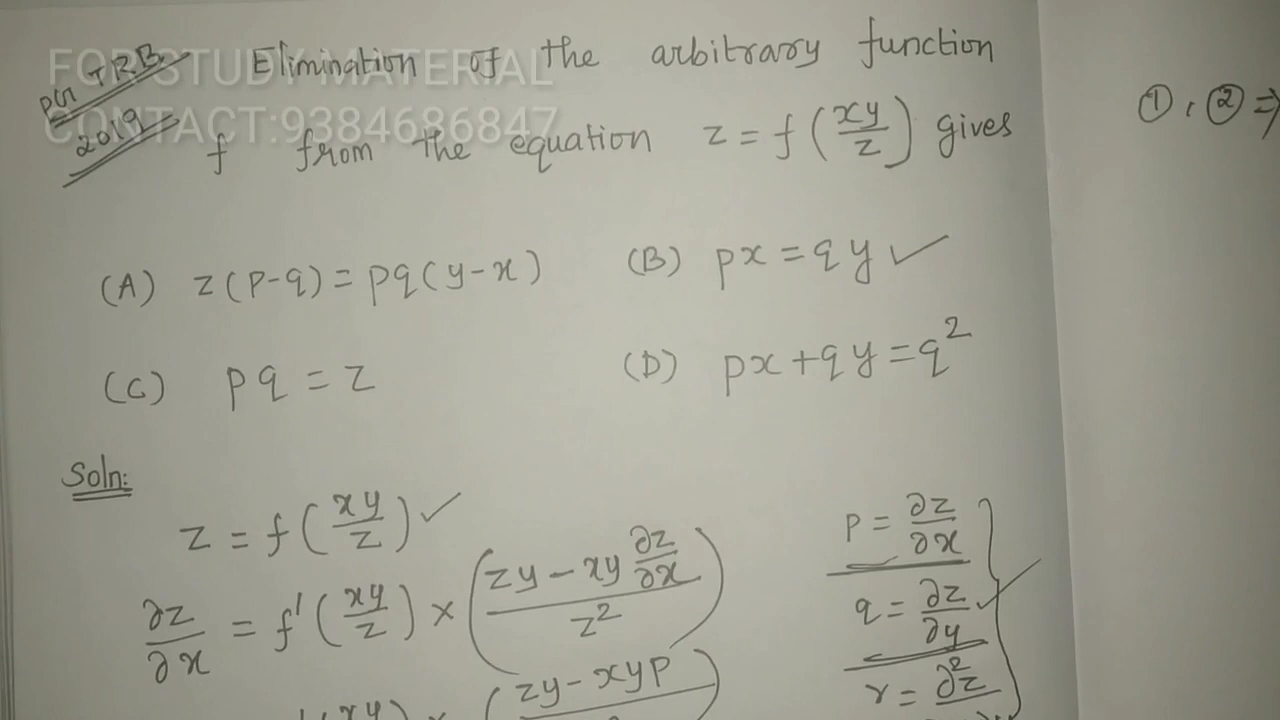 FOR STUDY MATERIAL
CONTACT:9384686847
PG TRB
2019
Elimination of the arbitrary function
f from the equation z = f (xy/z) gives
①, ② ⇒
(A) z(p-q) = pq(y-x) (B) px = qy ✓
(C) pq = z (D) px + qy = q²
Soln:
z = f(xy/z) ✓
∂z/∂x = f'(xy/z) × ((zy - xy ∂z/∂x)/z²)
(zy - xyp
p = ∂z/∂x
q = ∂z/∂y ✓
r = ∂²z